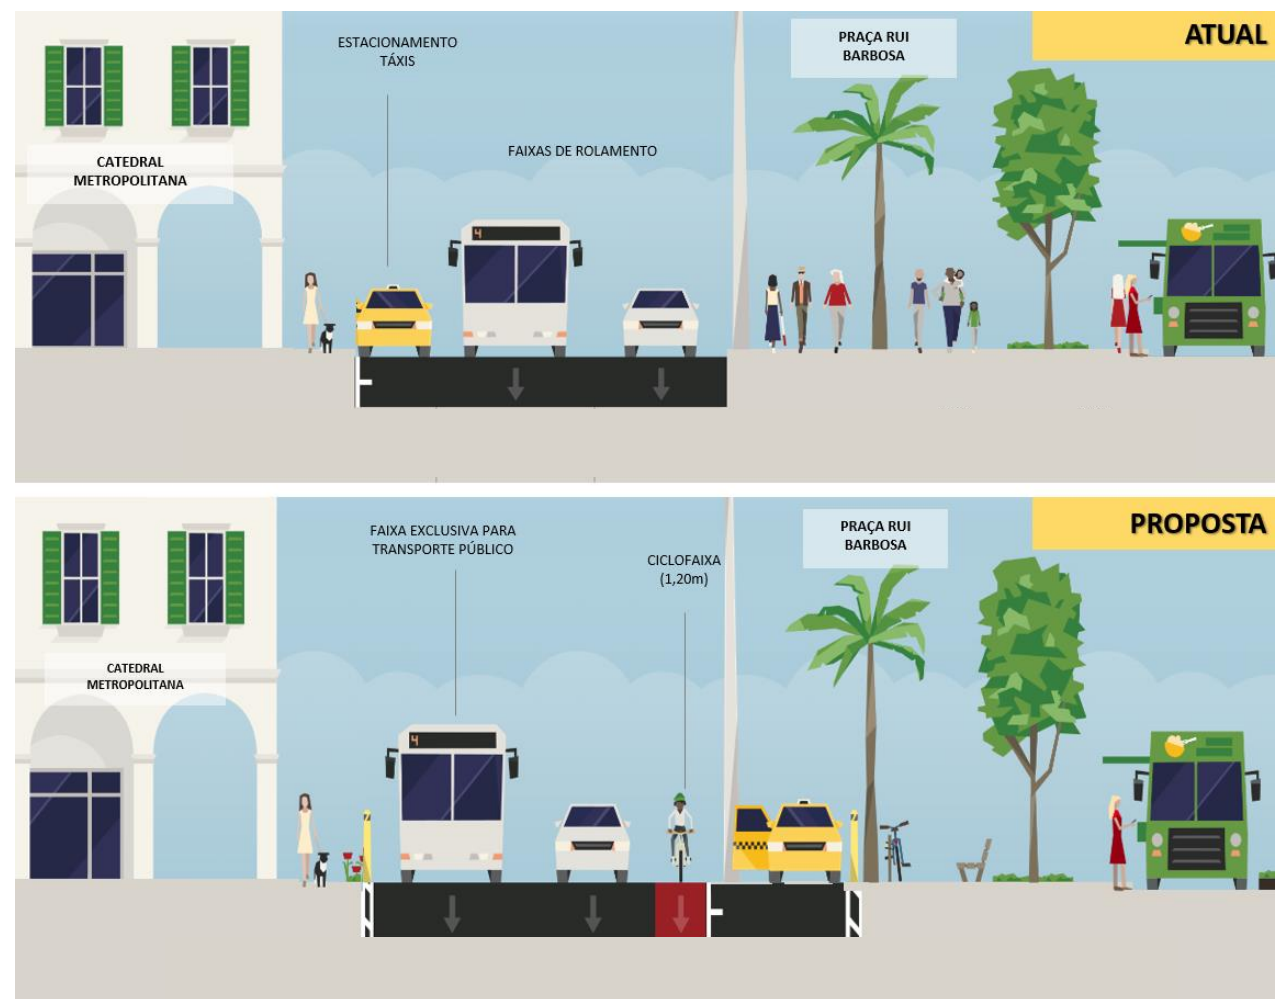 ATUAL
ESTACIONAMENTO
TÁXIS
PRAÇA RUI
BARBOSA
CATEDRAL
METROPOLITANA
FAIXAS DE ROLAMENTO
4
PROPOSTA
FAIXA EXCLUSIVA PARA
TRANSPORTE PÚBLICO
PRAÇA RUI
BARBOSA
CICLOFAIXA
(1,20m)
CATEDRAL
METROPOLITANA
4